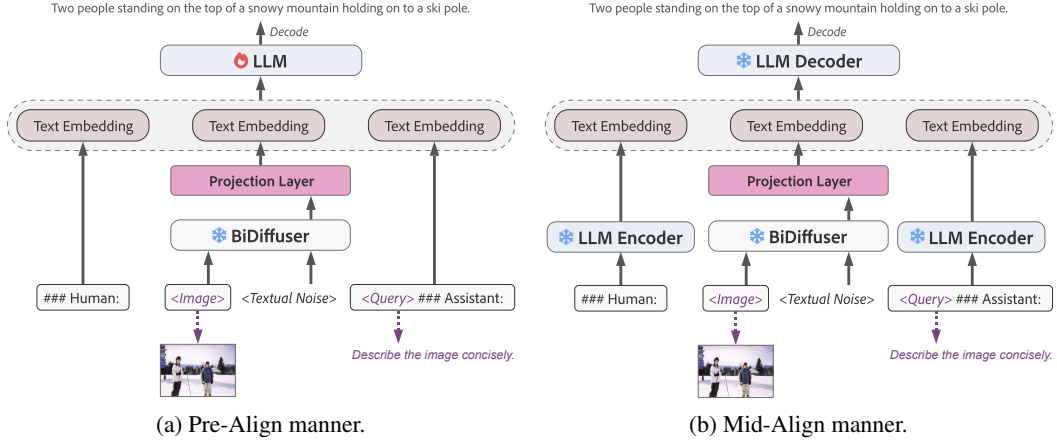 Two people standing on the top of a snowy mountain holding on to a ski pole.
Decode
LLM
Text Embedding
Text Embedding
Text Embedding
Projection Layer
BiDiffuser
### Human:
<Image>
<Textual Noise>
<Query> ### Assistant:
Describe the image concisely.
(a) Pre-Align manner.
Two people standing on the top of a snowy mountain holding on to a ski pole.
Decode
LLM Decoder
Text Embedding
Text Embedding
Text Embedding
Projection Layer
LLM Encoder
BiDiffuser
LLM Encoder
### Human:
<Image>
<Textual Noise>
<Query> ### Assistant:
Describe the image concisely.
(b) Mid-Align manner.